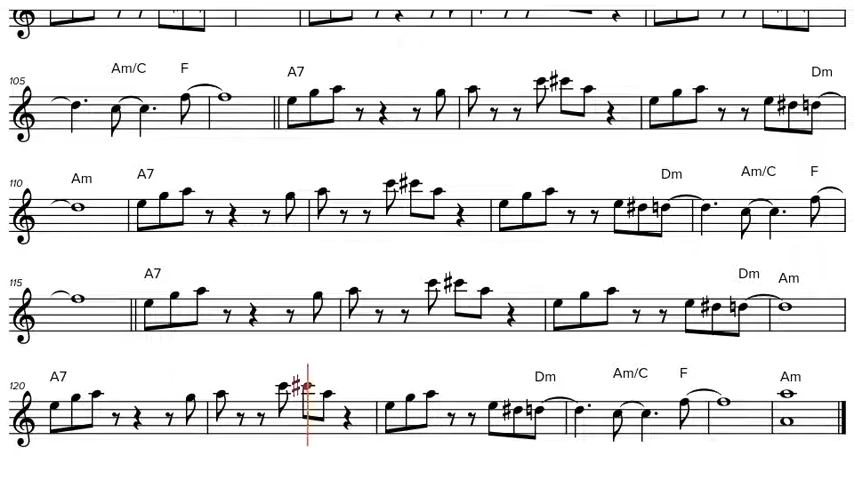 Am/C F A7 Dm
105
Am A7 Dm Am/C F
110
A7 Dm Am
115
A7 Dm Am/C F Am
120